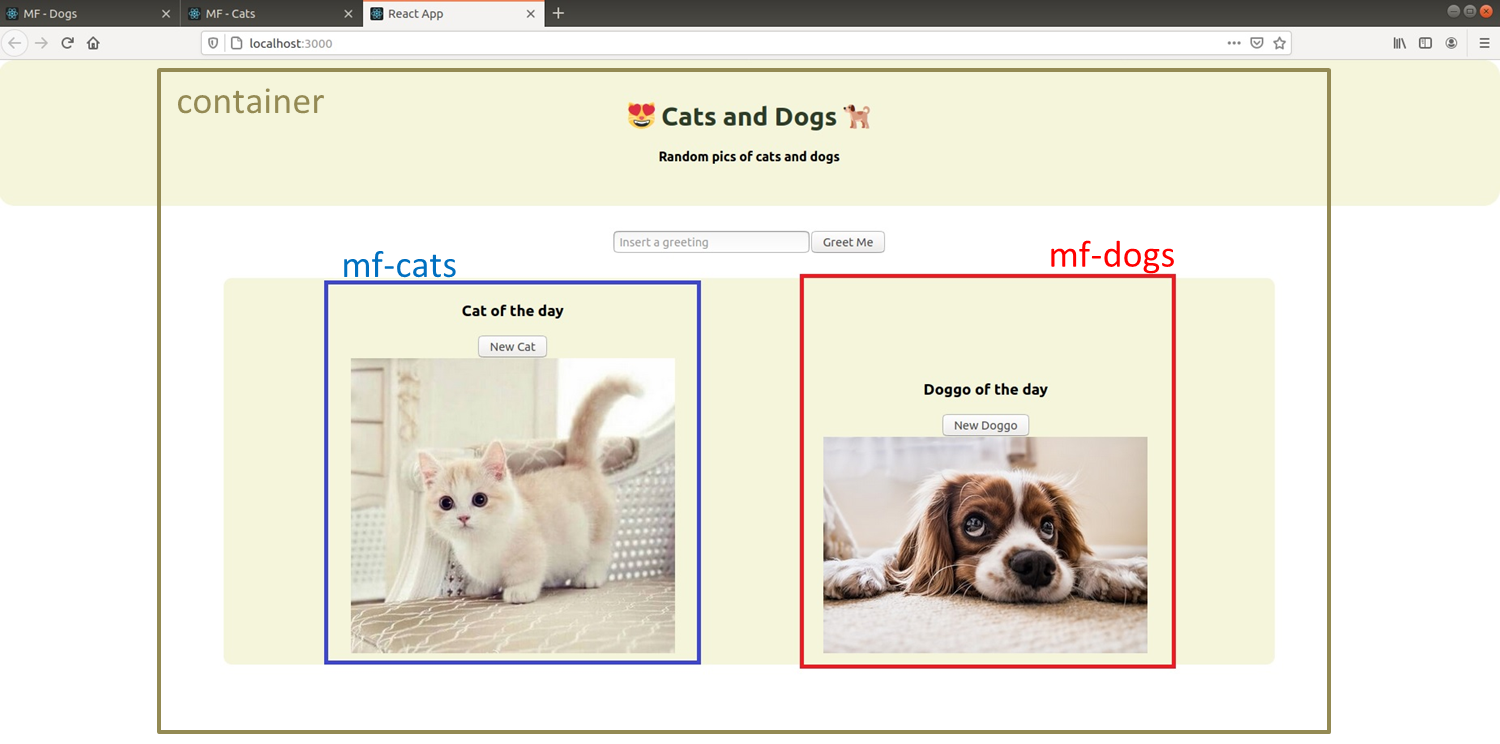 MF - Dogs
MF - Cats
React App
localhost:3000
container
😻 Cats and Dogs 🐕
Random pics of cats and dogs
Insert a greeting
Greet Me
mf-cats
mf-dogs
Cat of the day
New Cat
Doggo of the day
New Doggo